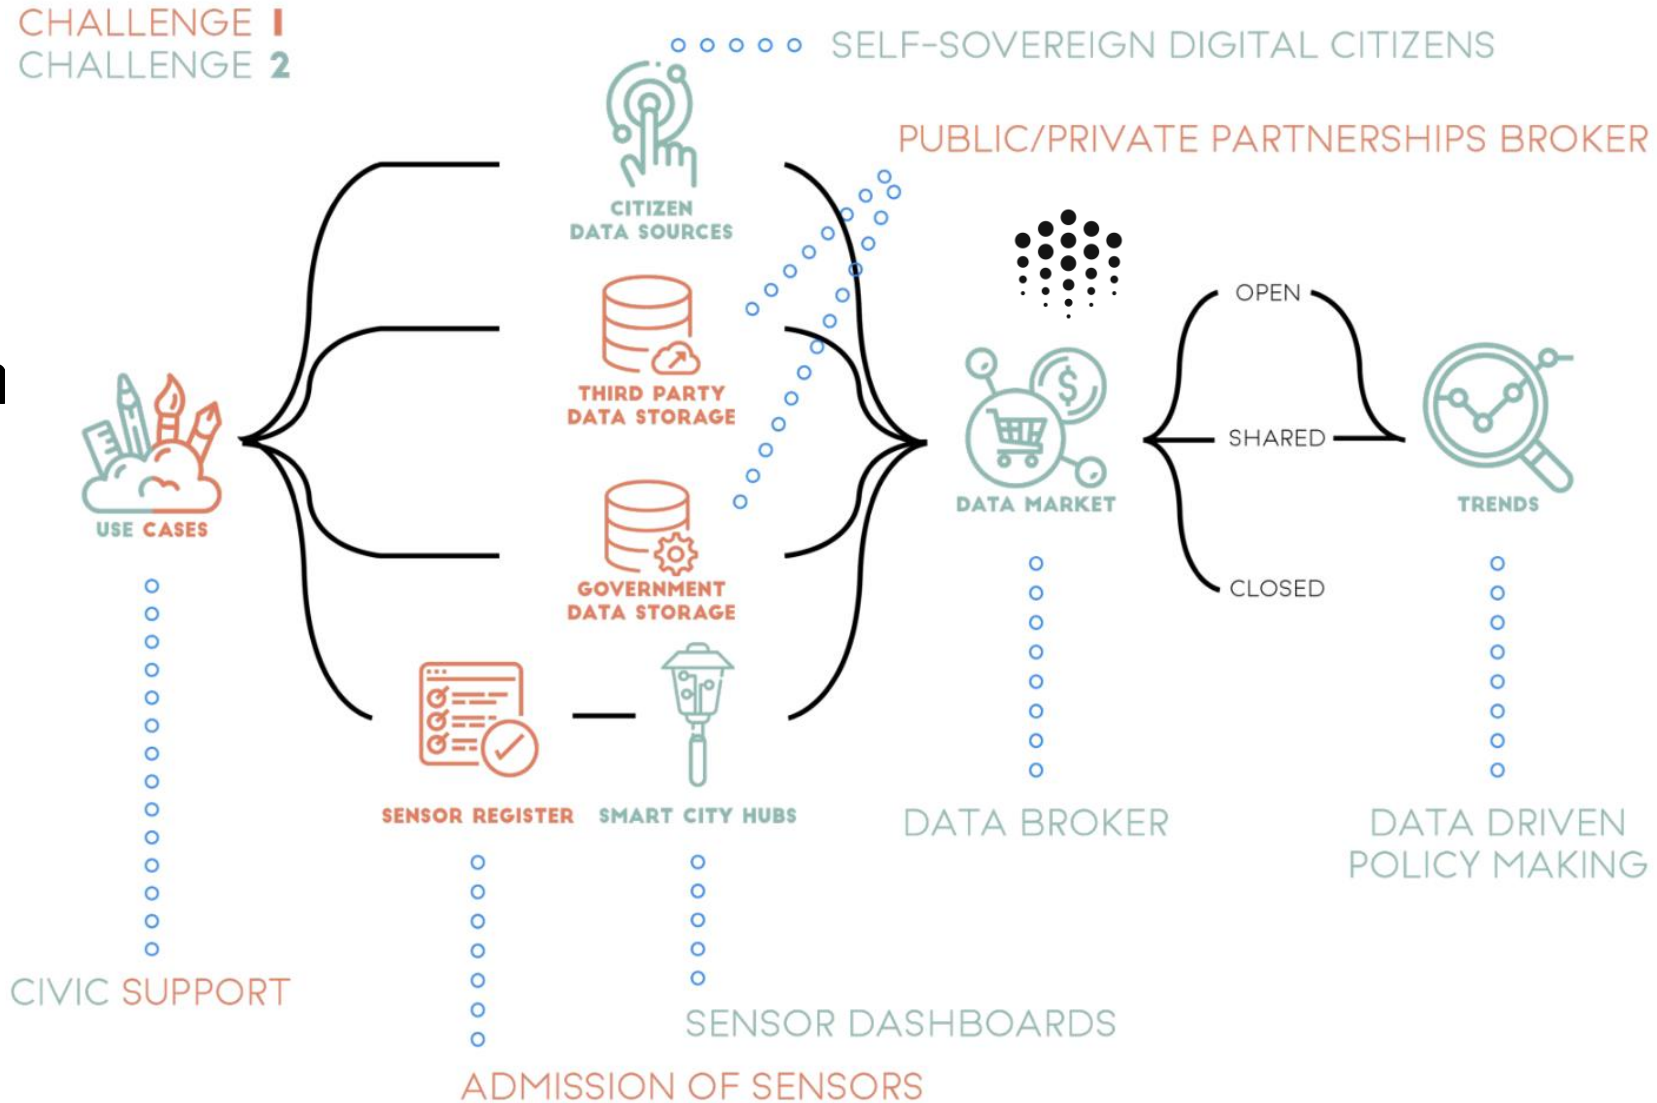 CHALLENGE 1
CHALLENGE 2
SELF-SOVEREIGN DIGITAL CITIZENS
PUBLIC/PRIVATE PARTNERSHIPS BROKER
CITIZEN
DATA SOURCES
THIRD PARTY
DATA STORAGE
GOVERNMENT
DATA STORAGE
USE CASES
SENSOR REGISTER
SMART CITY HUBS
DATA MARKET
OPEN
SHARED
CLOSED
TRENDS
DATA BROKER
DATA DRIVEN
POLICY MAKING
CIVIC SUPPORT
SENSOR DASHBOARDS
ADMISSION OF SENSORS